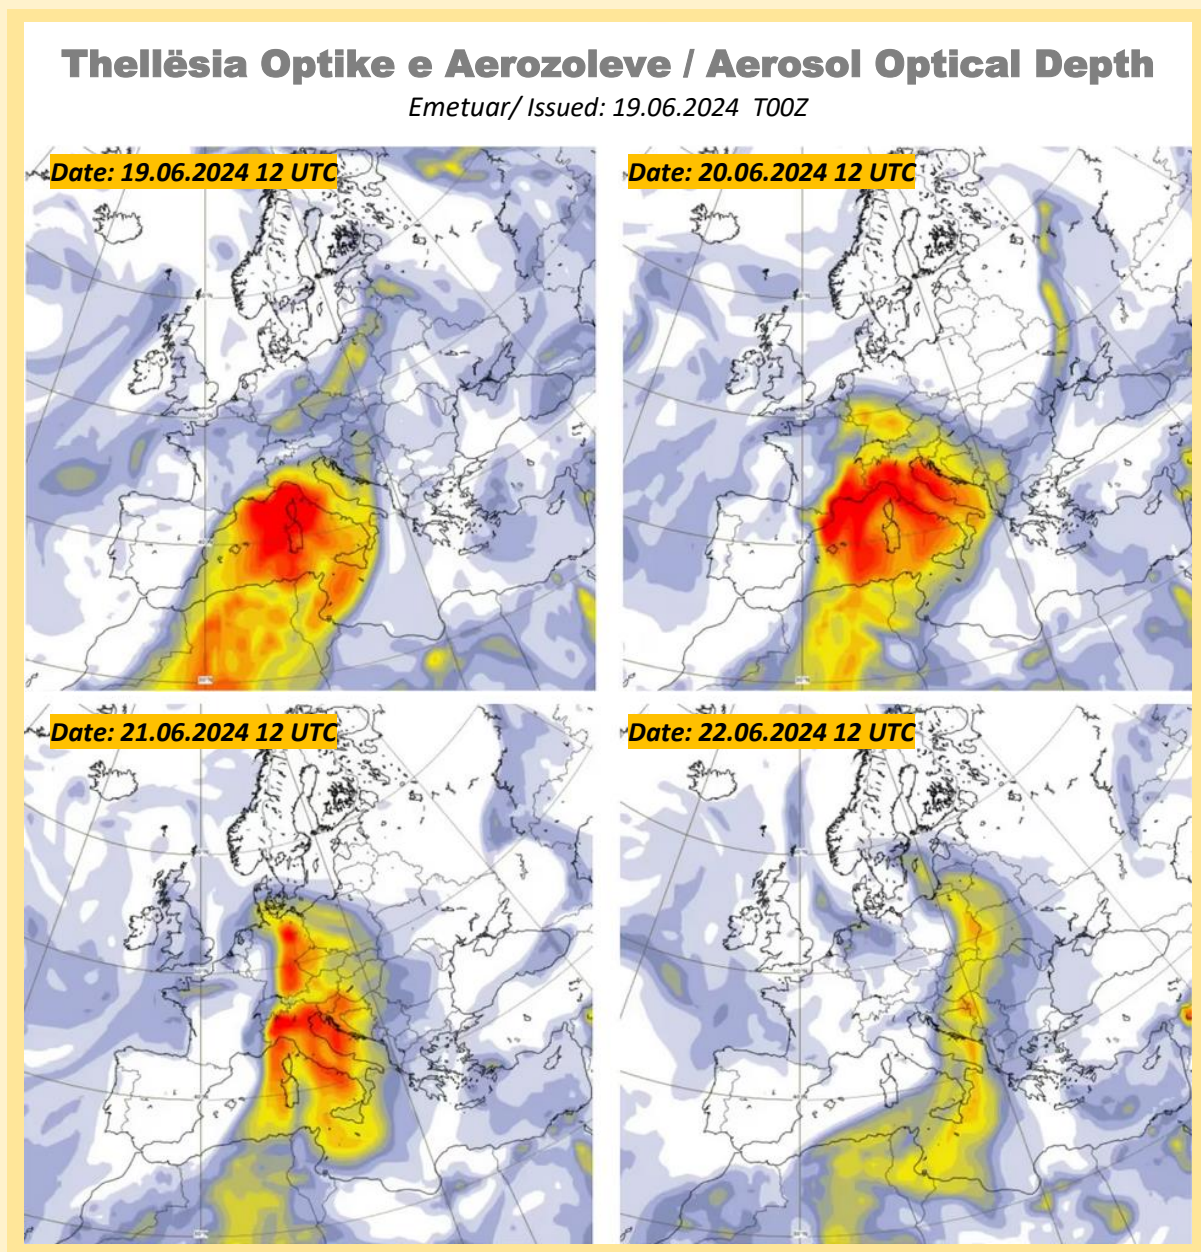 Thellësia Optike e Aerozoleve / Aerosol Optical Depth
Emetuar/ Issued: 19.06.2024  T00Z
Date: 19.06.2024 12 UTC
Date: 20.06.2024 12 UTC
Date: 21.06.2024 12 UTC
Date: 22.06.2024 12 UTC